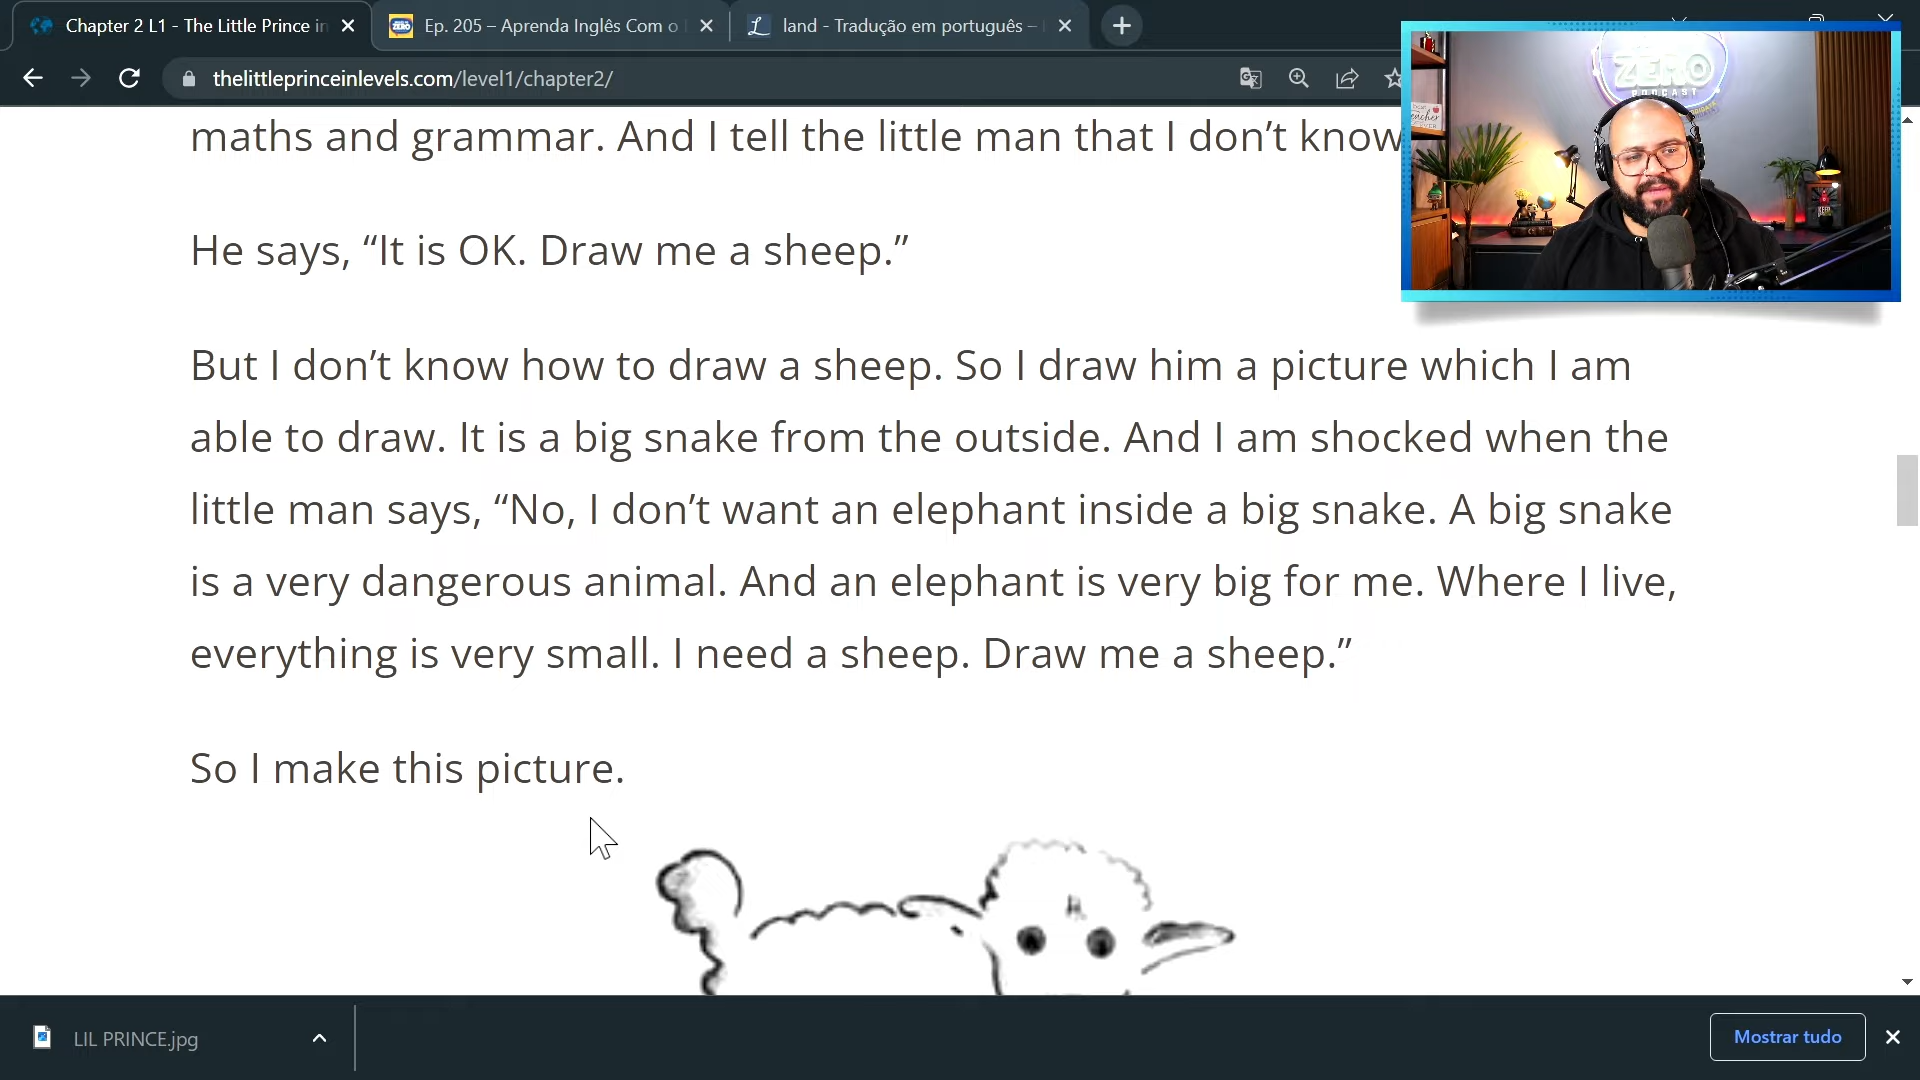 Chapter 2 L1 - The Little Prince in
Ep. 205 – Aprenda Inglês Com o
land - Tradução em português –
thelittleprinceinlevels.com/level1/chapter2/
ZERO
PODCAST
maths and grammar. And I tell the little man that I don’t know
He says, “It is OK. Draw me a sheep.”
But I don’t know how to draw a sheep. So I draw him a picture which I am
able to draw. It is a big snake from the outside. And I am shocked when the
little man says, “No, I don’t want an elephant inside a big snake. A big snake
is a very dangerous animal. And an elephant is very big for me. Where I live,
everything is very small. I need a sheep. Draw me a sheep.”
So I make this picture.
LIL PRINCE.jpg
Mostrar tudo